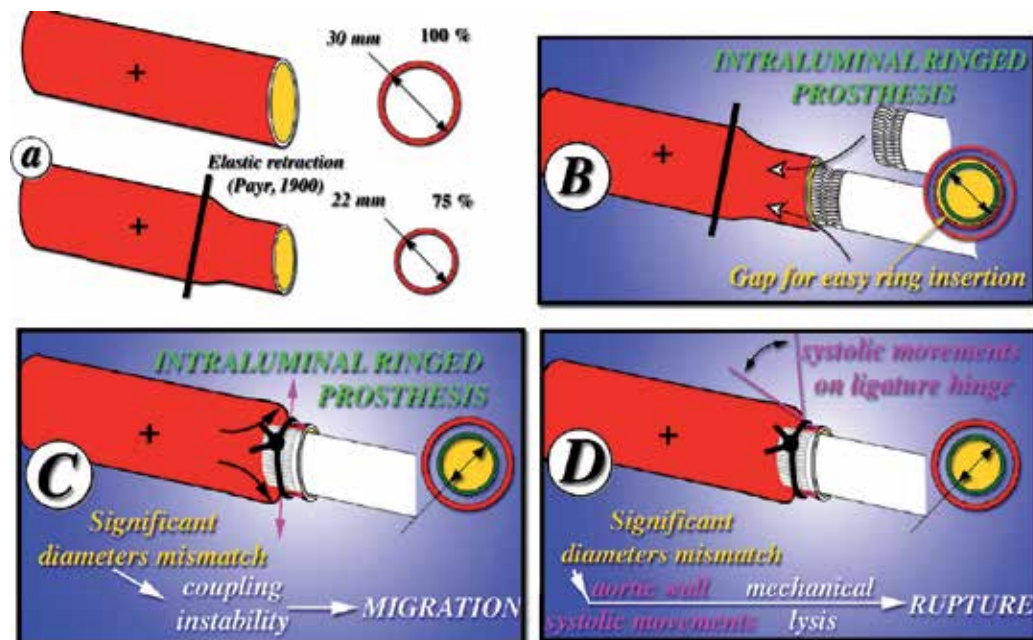 30 mm 100 %
a
Elastic retraction
(Payr, 1900)
22 mm 75 %
INTRALUMINAL RINGED
PROSTHESIS
B
Gap for easy ring insertion
INTRALUMINAL RINGED
PROSTHESIS
C
Significant
diameters mismatch
coupling
instability
MIGRATION
systolic movements
on ligature hinge
D
Significant
diameters mismatch
aortic wall mechanical
systolic movements lysis
RUPTURE